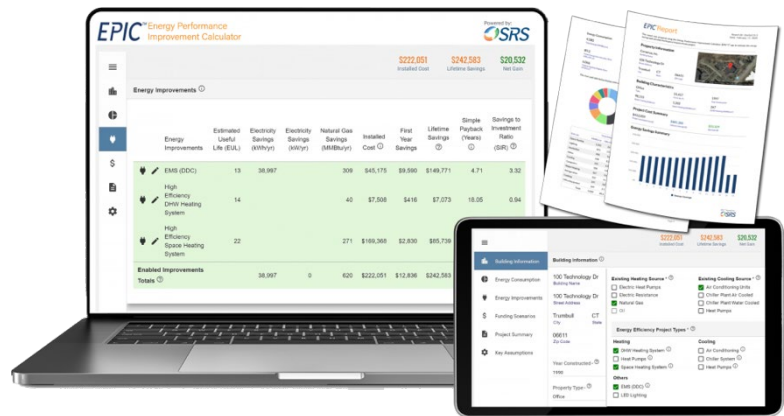 EPIC™ Energy Performance
Improvement Calculator
Powered by:
SRS
$222,051 $242,583 $20,532
Installed Cost Lifetime Savings Net Gain
Energy Improvements
Energy Improvements
Estimated Useful Life (EUL)
Electricity Savings (kWh/yr)
Electricity Savings (kW/yr)
Natural Gas Savings (MMBtu/yr)
Installed Cost
First Year Savings
Lifetime Savings
Simple Payback (Years)
Savings to Investment Ratio (SIR)
EMS (DDC) 13 38,997 309 $45,175 $9,590 $149,771 4.71 3.32
High Efficiency DHW Heating System 14 40 $7,508 $416 $7,073 18.05 0.94
High Efficiency Space Heating System 22 271 $169,368 $2,830 $85,739
Enabled Improvements Totals 38,997 0 620 $222,051 $12,836 $242,583
EPIC Report
Property Information
Building Characteristics
Project Cost Summary
Energy Savings Summary
SRS
$222,051 $242,583 $20,532
Installed Cost Lifetime Savings Net Gain
Building Information
Energy Consumption
Energy Improvements
Funding Scenarios
Project Summary
Key Assumptions
Building Information
100 Technology Dr
Building Name
100 Technology Dr
Street Address
Trumbull CT
City State
06611
Zip Code
Year Constructed
Property Type
Office
Existing Heating Source *
Electric Heat Pumps
Electric Resistance
Natural Gas
Oil
Existing Cooling Source *
Air Conditioning Units
Chiller Plant Air Cooled
Chiller Plant Water Cooled
Heat Pumps
Energy Efficiency Project Types *
Heating
DHW Heating System
Heat Pumps
Space Heating System
Cooling
Air Conditioning
Chiller System
Heat Pumps
Others
EMS (DDC)
LED Lighting